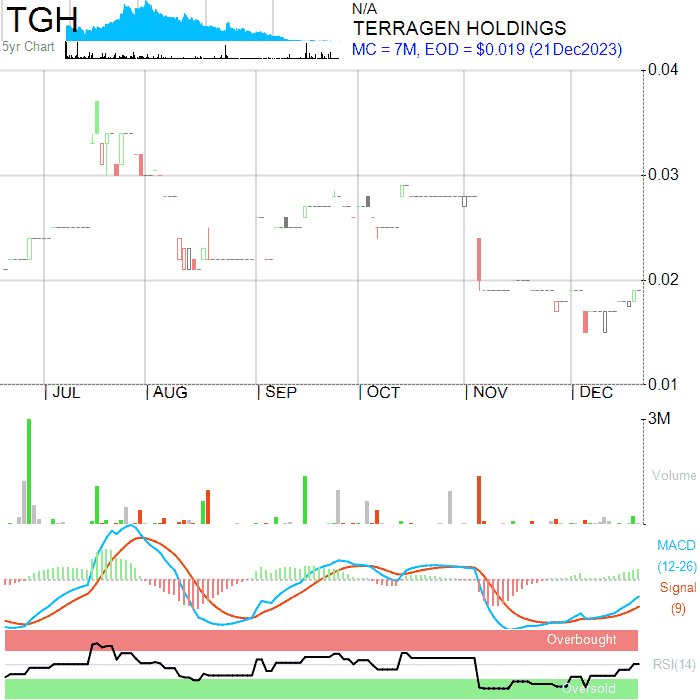 TGH
N/A
TERRAGEN HOLDINGS
5yr Chart
MC = 7M, EOD = $0.019 (21Dec2023)
0.04
0.03
0.02
0.01
JUL AUG SEP OCT NOV DEC
3M
Volume
MACD
(12-26)
Signal
(9)
Overbought
RSI(14)
Oversold